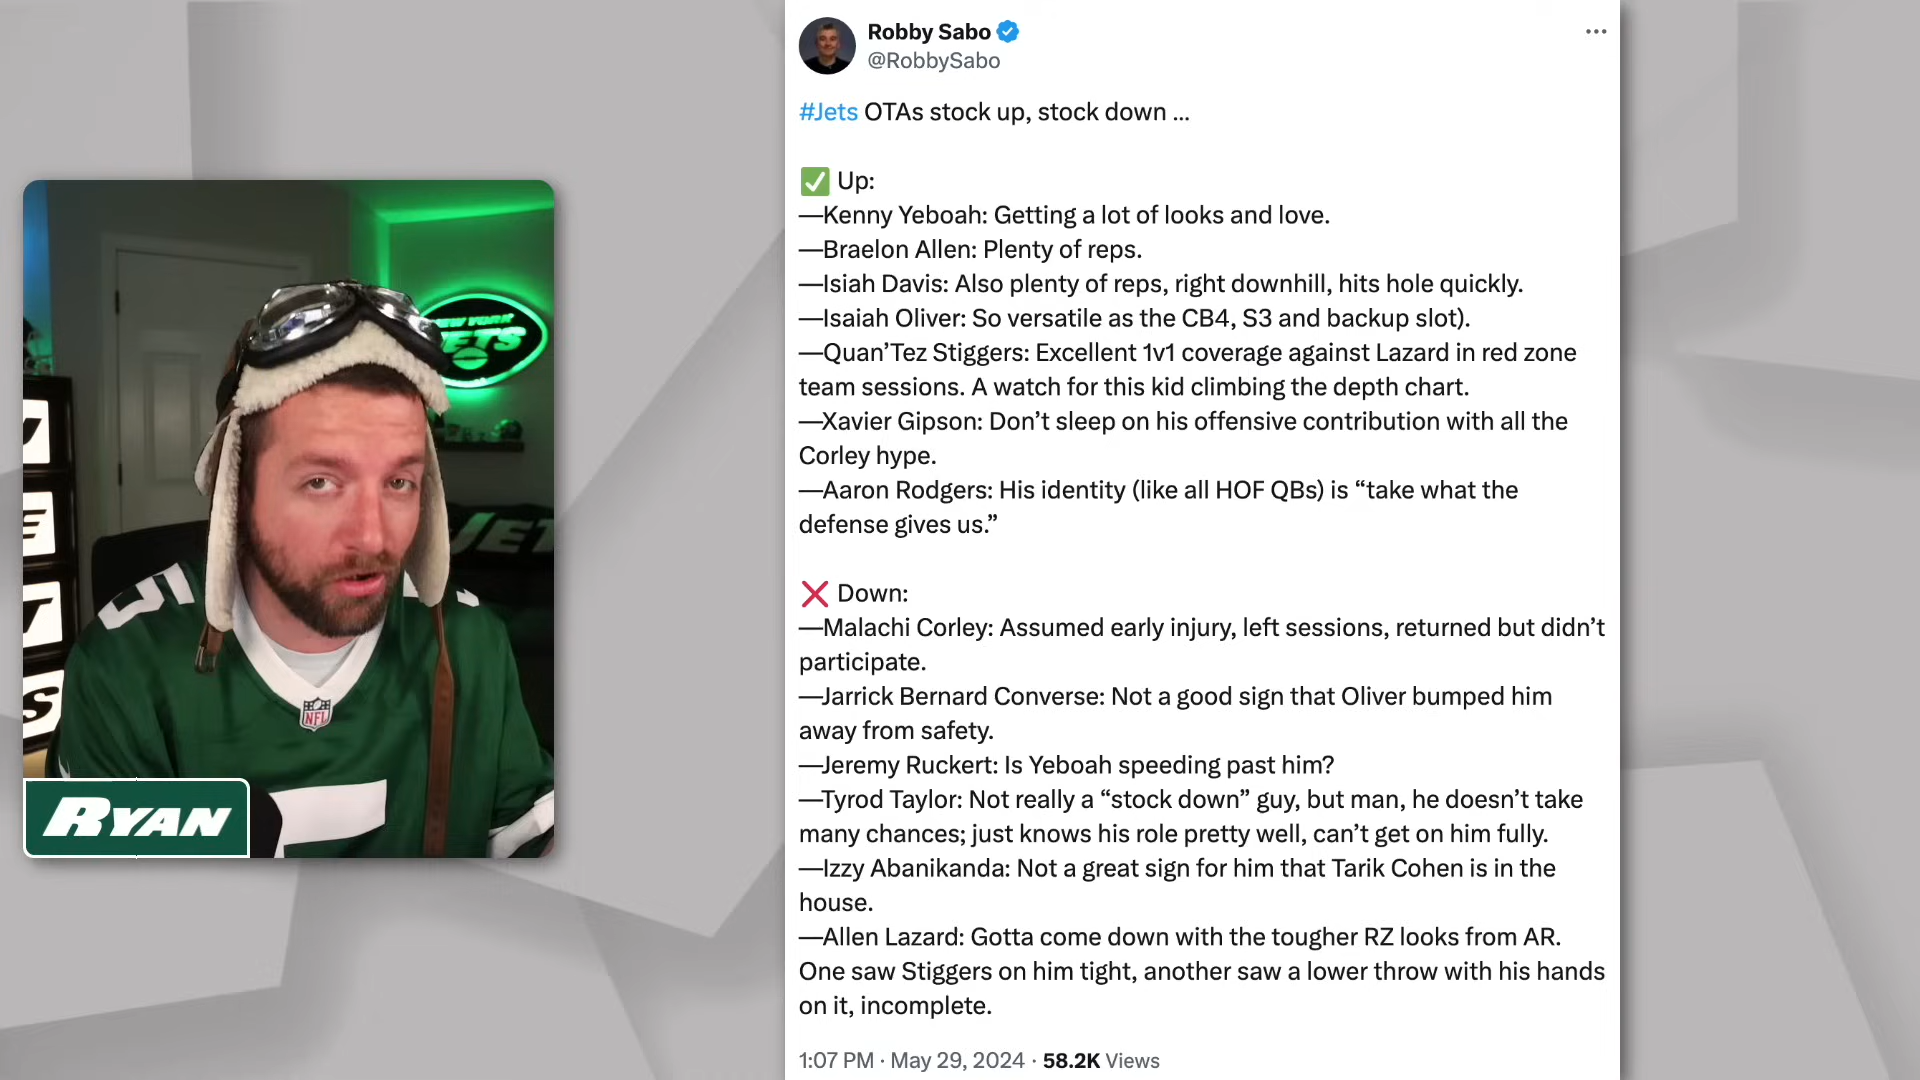 Robby Sabo
@RobbySabo
#Jets OTAs stock up, stock down ...
✅ Up:
—Kenny Yeboah: Getting a lot of looks and love.
—Braelon Allen: Plenty of reps.
—Isiah Davis: Also plenty of reps, right downhill, hits hole quickly.
—Isaiah Oliver: So versatile as the CB4, S3 and backup slot).
—Quan’Tez Stiggers: Excellent 1v1 coverage against Lazard in red zone
team sessions. A watch for this kid climbing the depth chart.
—Xavier Gipson: Don’t sleep on his offensive contribution with all the
Corley hype.
—Aaron Rodgers: His identity (like all HOF QBs) is “take what the
defense gives us.”
❌ Down:
—Malachi Corley: Assumed early injury, left sessions, returned but didn’t
participate.
—Jarrick Bernard Converse: Not a good sign that Oliver bumped him
away from safety.
—Jeremy Ruckert: Is Yeboah speeding past him?
—Tyrod Taylor: Not really a “stock down” guy, but man, he doesn’t take
many chances; just knows his role pretty well, can’t get on him fully.
—Izzy Abanikanda: Not a great sign for him that Tarik Cohen is in the
house.
—Allen Lazard: Gotta come down with the tougher RZ looks from AR.
One saw Stiggers on him tight, another saw a lower throw with his hands
on it, incomplete.
1:07 PM · May 29, 2024 · 58.2K Views
NEW YORK
JETS
JET
5
NFL
5
E
S
RYAN